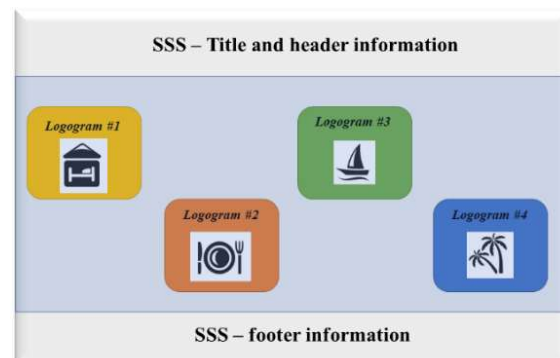 SSS – Title and header information
Logogram #1
Logogram #3
Logogram #2
Logogram #4
SSS – footer information